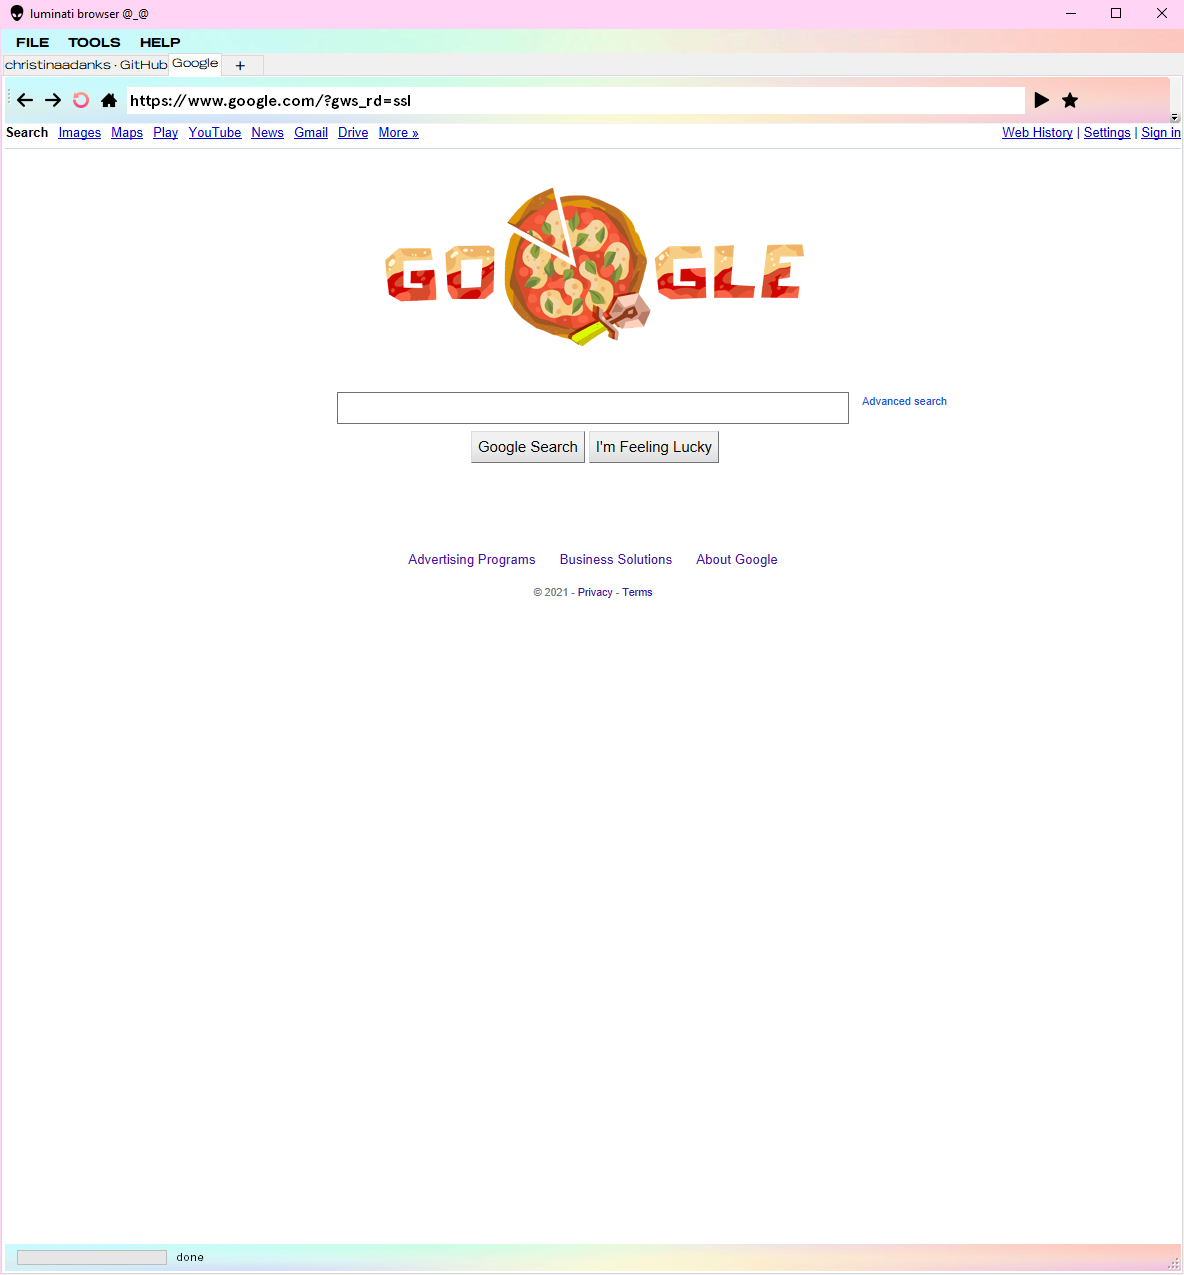 luminati browser @_@
FILE TOOLS HELP
christinaadanks · GitHub Google +
https://www.google.com/?gws_rd=ssl
Search Images Maps Play YouTube News Gmail Drive More » Web History | Settings | Sign in
GOOGLE
Advanced search
Google Search I'm Feeling Lucky
Advertising Programs Business Solutions About Google
© 2021 - Privacy - Terms
done